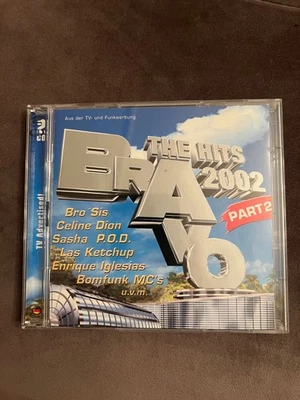 Aus der TV- und Funkwerbung
THE HITS
BRAVO
2002
PART 2
Bro Sis
Celine Dion
Sasha P.O.D.
Las Ketchup
Enrique Iglesias
Bomfunk MC's
u.v.m.
TV Advertised!